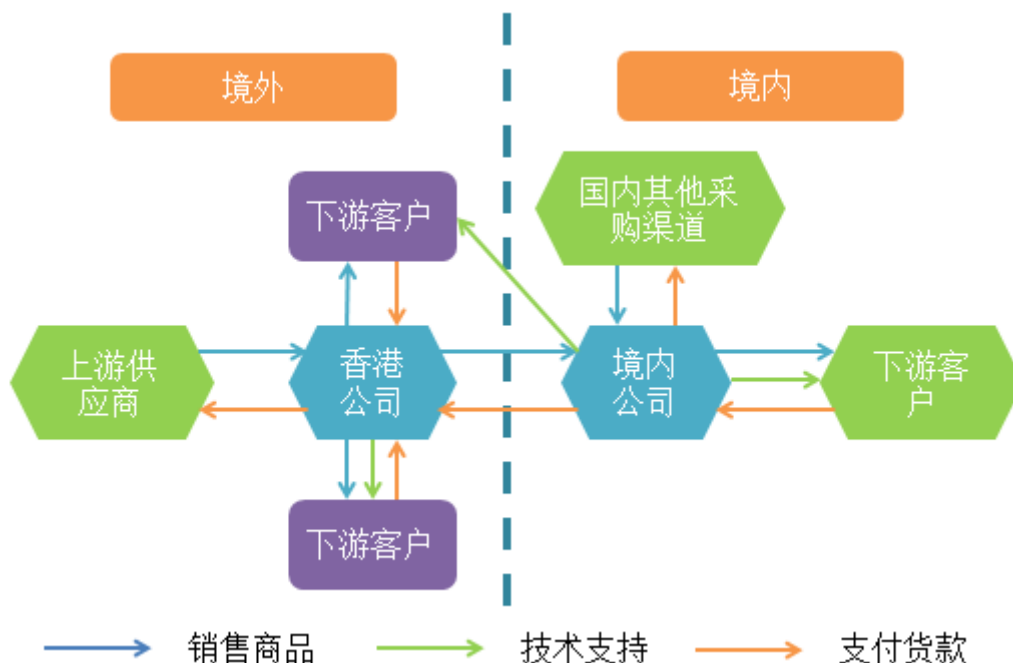 境外
境内
下游客户
国内其他采
购渠道
上游供
应商
香港
公司
境内
公司
下游客
户
下游客户
销售商品
技术支持
支付货款